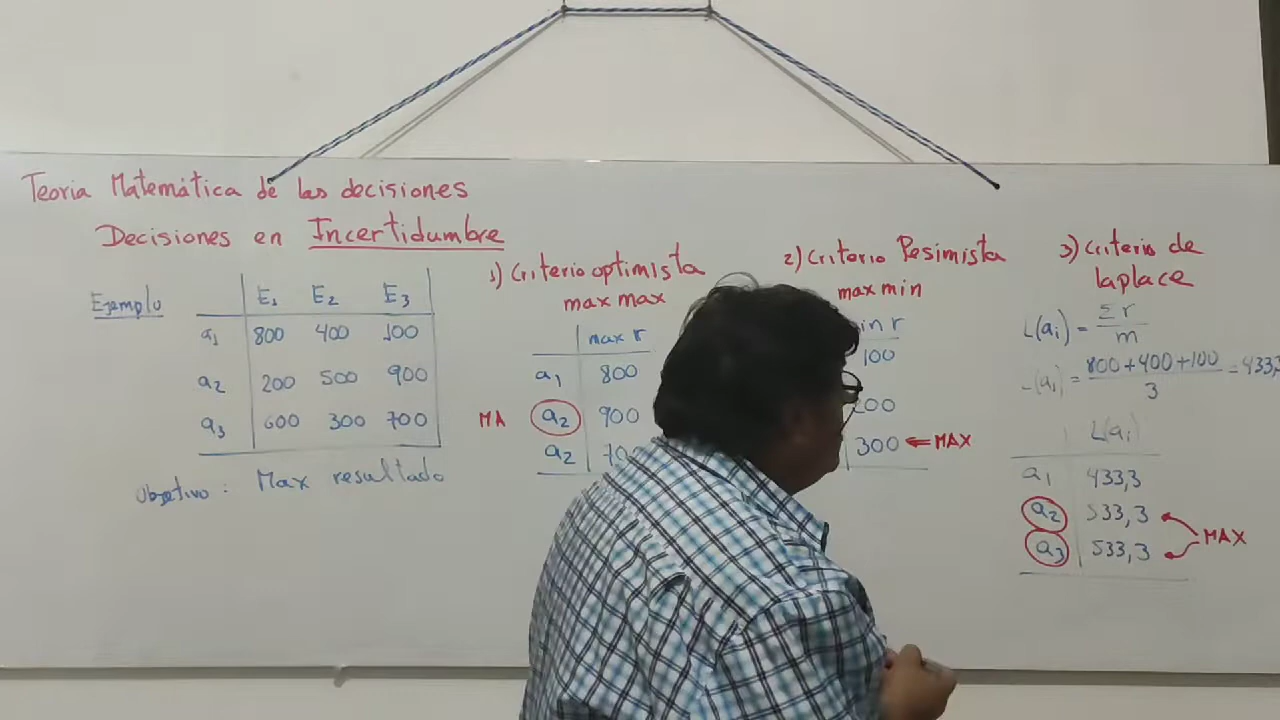 Teoria Matemática de las decisiones
Decisiones en Incertidumbre
Ejemplo
E1 E2 E3
a1 800 400 100
a2 200 500 900
a3 600 300 700
Objetivo: Max resultado
1) Criterio optimista
max max
max r
a1 800
MA a2 900
a2 70
2) Criterio Pesimista
max min
in r
100
200
300 MAX
3) Criterio de
laplace
L(ai) = Σr / m
L(ai) = 800+400+100 / 3 = 433,
L(ai)
a1 433,3
a2 533,3
a3 533,3
MAX